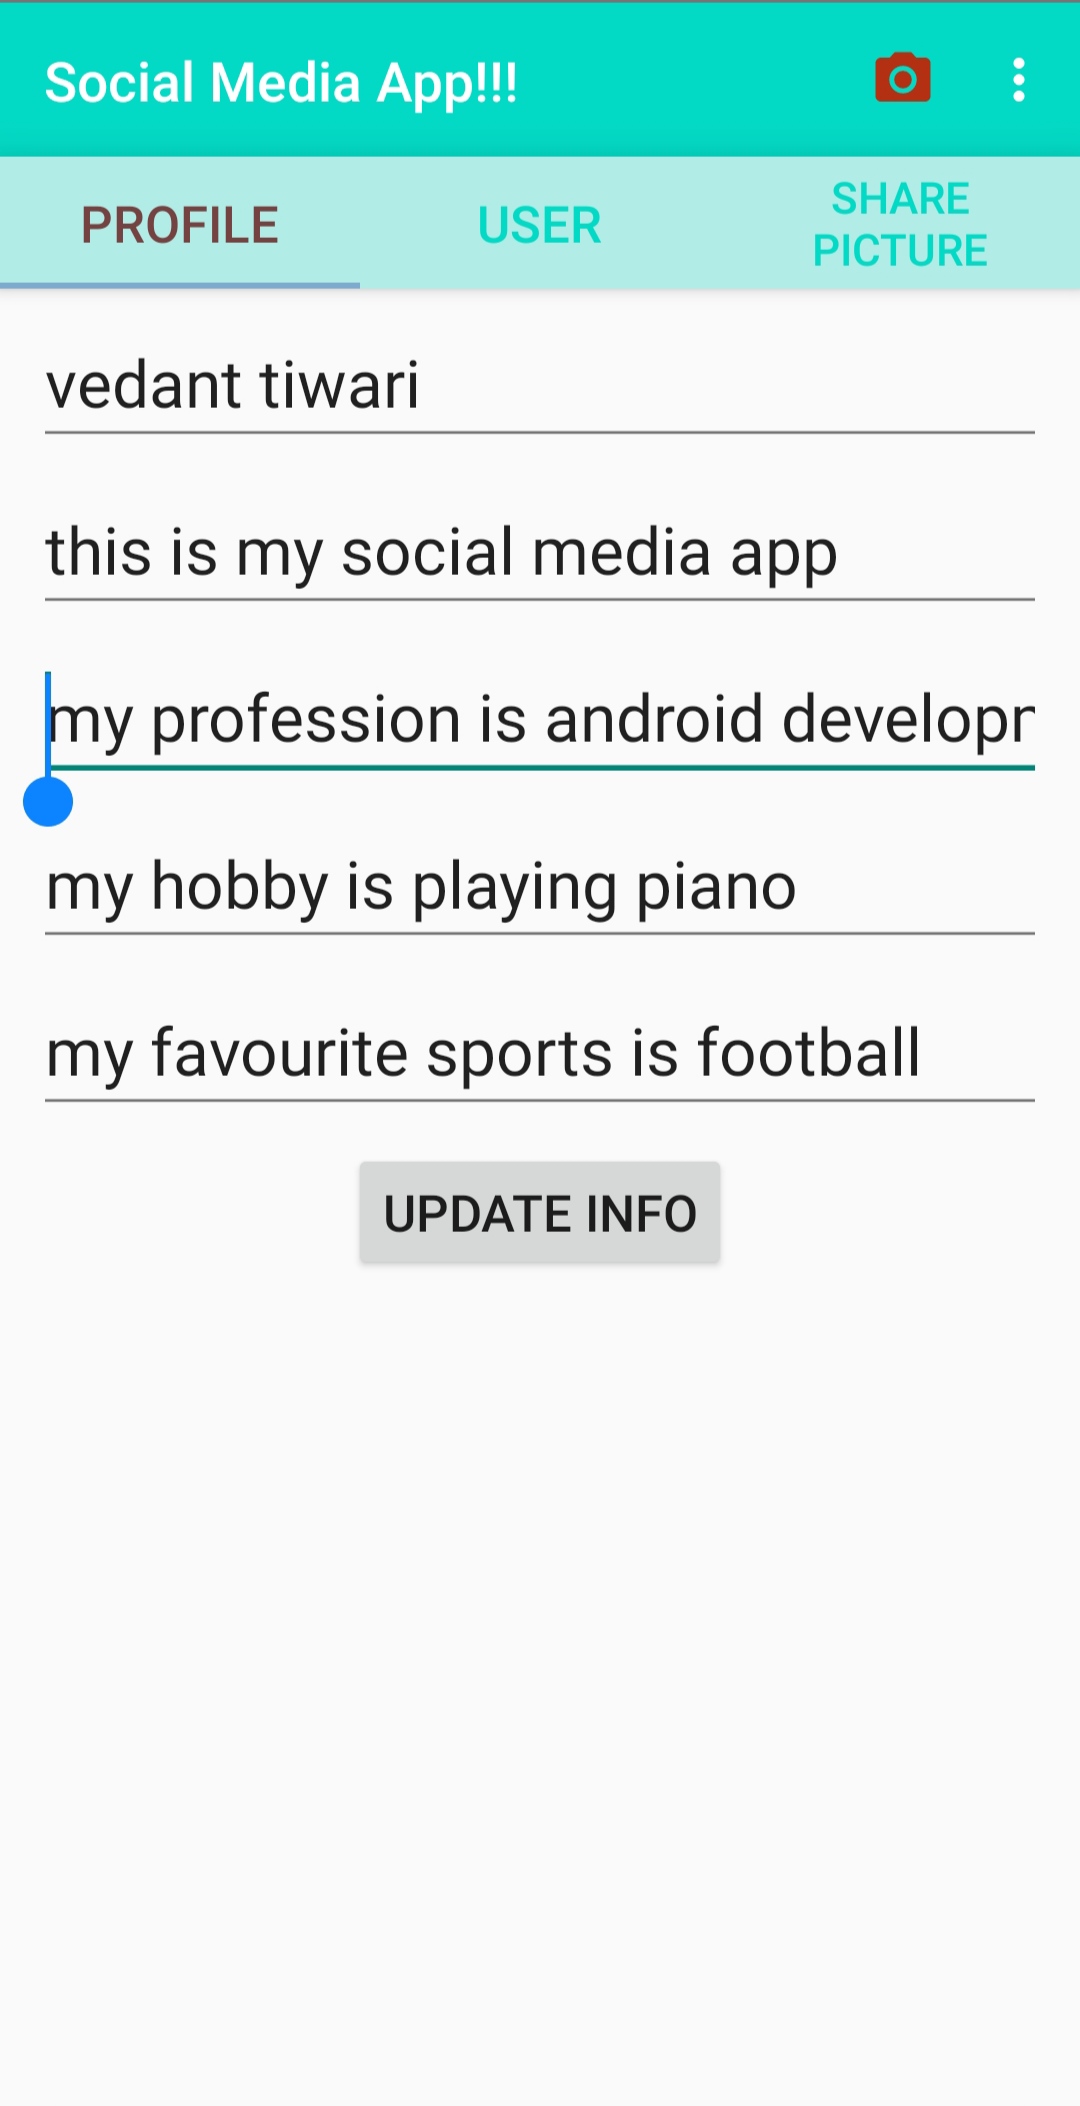 Social Media App!!!
PROFILE
USER
SHARE
PICTURE
vedant tiwari
this is my social media app
my profession is android
my hobby is playing piano
my favourite sports is football
UPDATE INFO